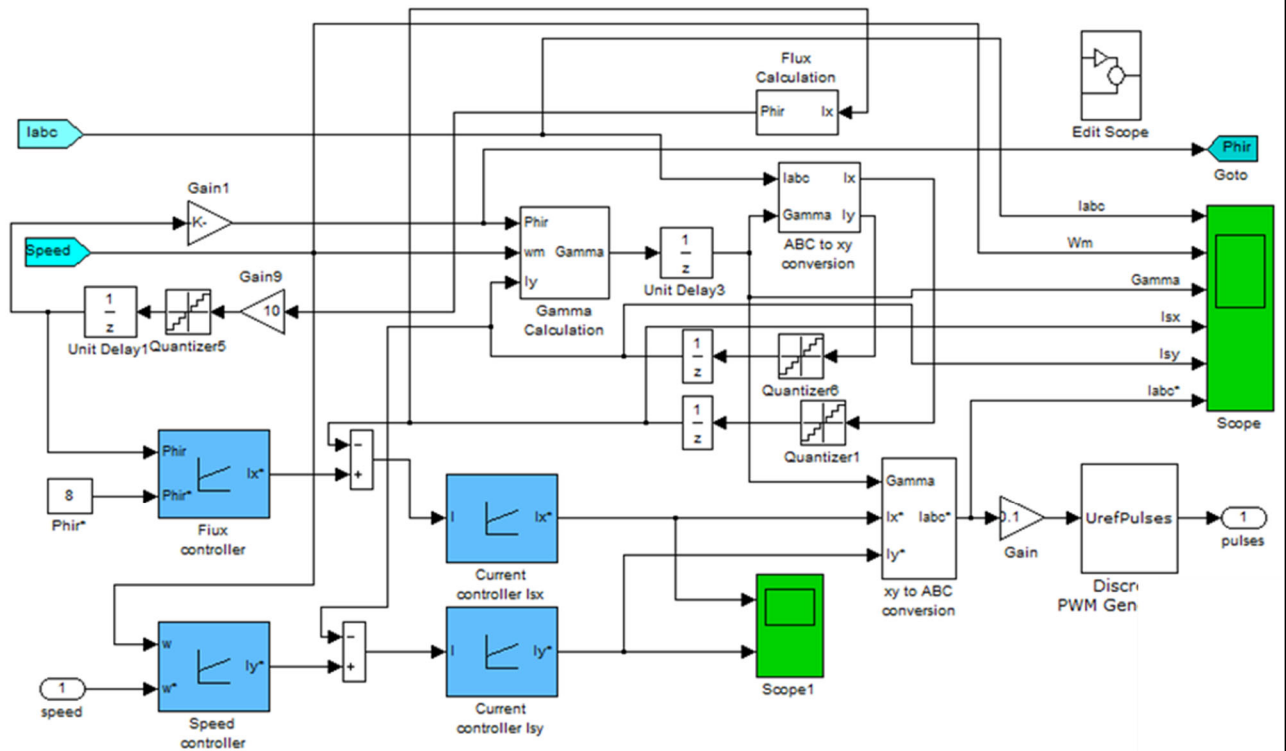 Flux
Calculation
Phir
Ix
Edit Scope
Iabc
Phir
Goto
Gain1
-K-
Iabc
Ix
Gamma
Iy
ABC to xy
conversion
Phir
wm
Gamma
Iy
Gamma
Calculation
1
z
Unit Delay3
Speed
Gain9
10
1
z
Unit Delay1
Quantizer5
Iabc
Wm
Gamma
Isx
Isy
Iabc*
Scope
1
z
Quantizer6
1
z
Quantizer1
Phir
Phir*
Ix*
Flux
controller
8
Phir*
I
Ix*
Current
controller Isx
Gamma
Ix*
Iabc*
Iy*
xy to ABC
conversion
0.1
Gain
UrefPulses
Discr
PWM Gen
1
pulses
w
w*
Iy*
Speed
controller
1
speed
I
Iy*
Current
controller Isy
Scope1